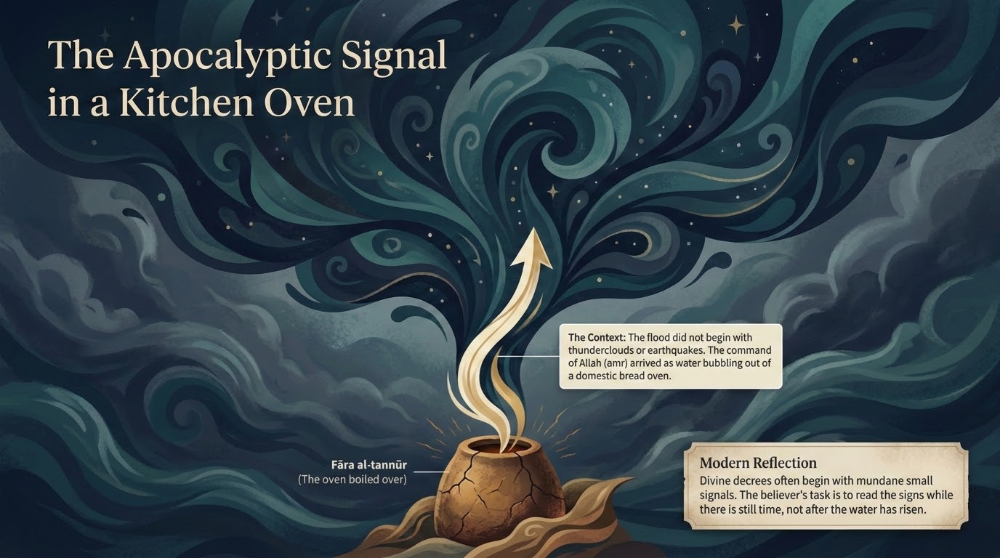 The Apocalyptic Signal
in a Kitchen Oven
The Context: The flood did not begin with
thunderclouds or earthquakes. The command
of Allah (amr) arrived as water bubbling out of
a domestic bread oven.
Fāra al-tannūr
(The oven boiled over)
Modern Reflection
Divine decrees often begin with mundane small
signals. The believer's task is to read the signs while
there is still time, not after the water has risen.